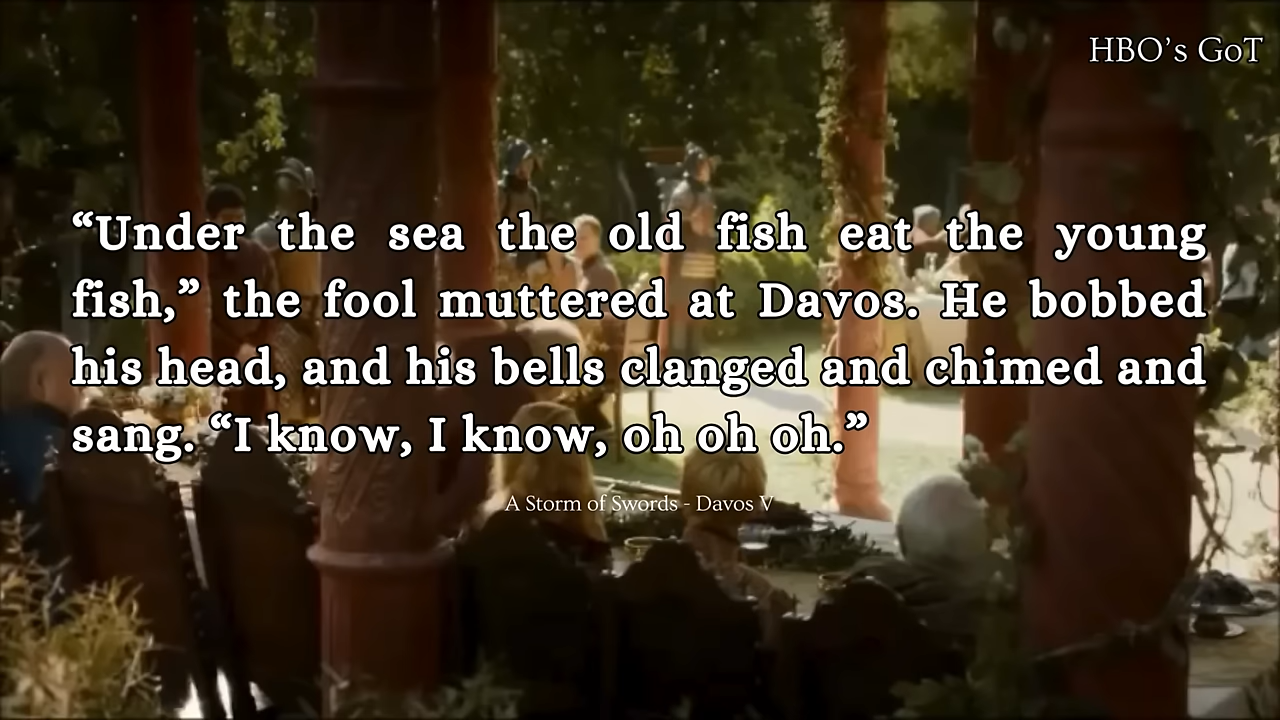 HBO’s GoT
“Under the sea the old fish eat the young
fish,” the fool muttered at Davos. He bobbed
his head, and his bells clanged and chimed and
sang. “I know, I know, oh oh oh.”
A Storm of Swords - Davos V